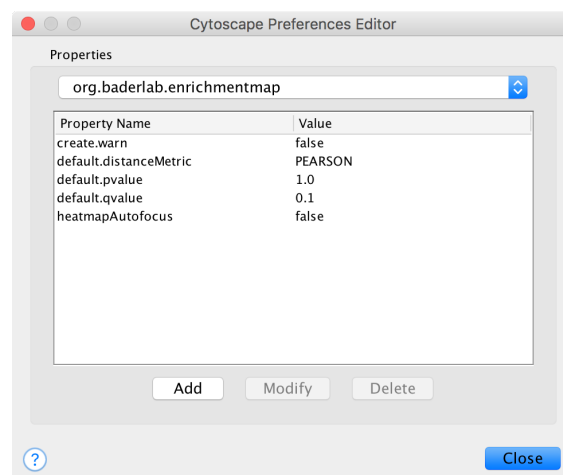 Cytoscape Preferences Editor
Properties
org.baderlab.enrichmentmap
Property Name Value
create.warn false
default.distanceMetric PEARSON
default.pvalue 1.0
default.qvalue 0.1
heatmapAutofocus false
Add Modify Delete
? Close